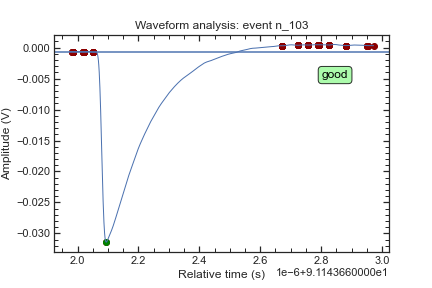 Waveform analysis: event n_103
Amplitude (V)
0.000
−0.005
−0.010
−0.015
−0.020
−0.025
−0.030
good
2.0
2.2
2.4
2.6
2.8
3.0
Relative time (s)
1e−6+9.1143660000e1